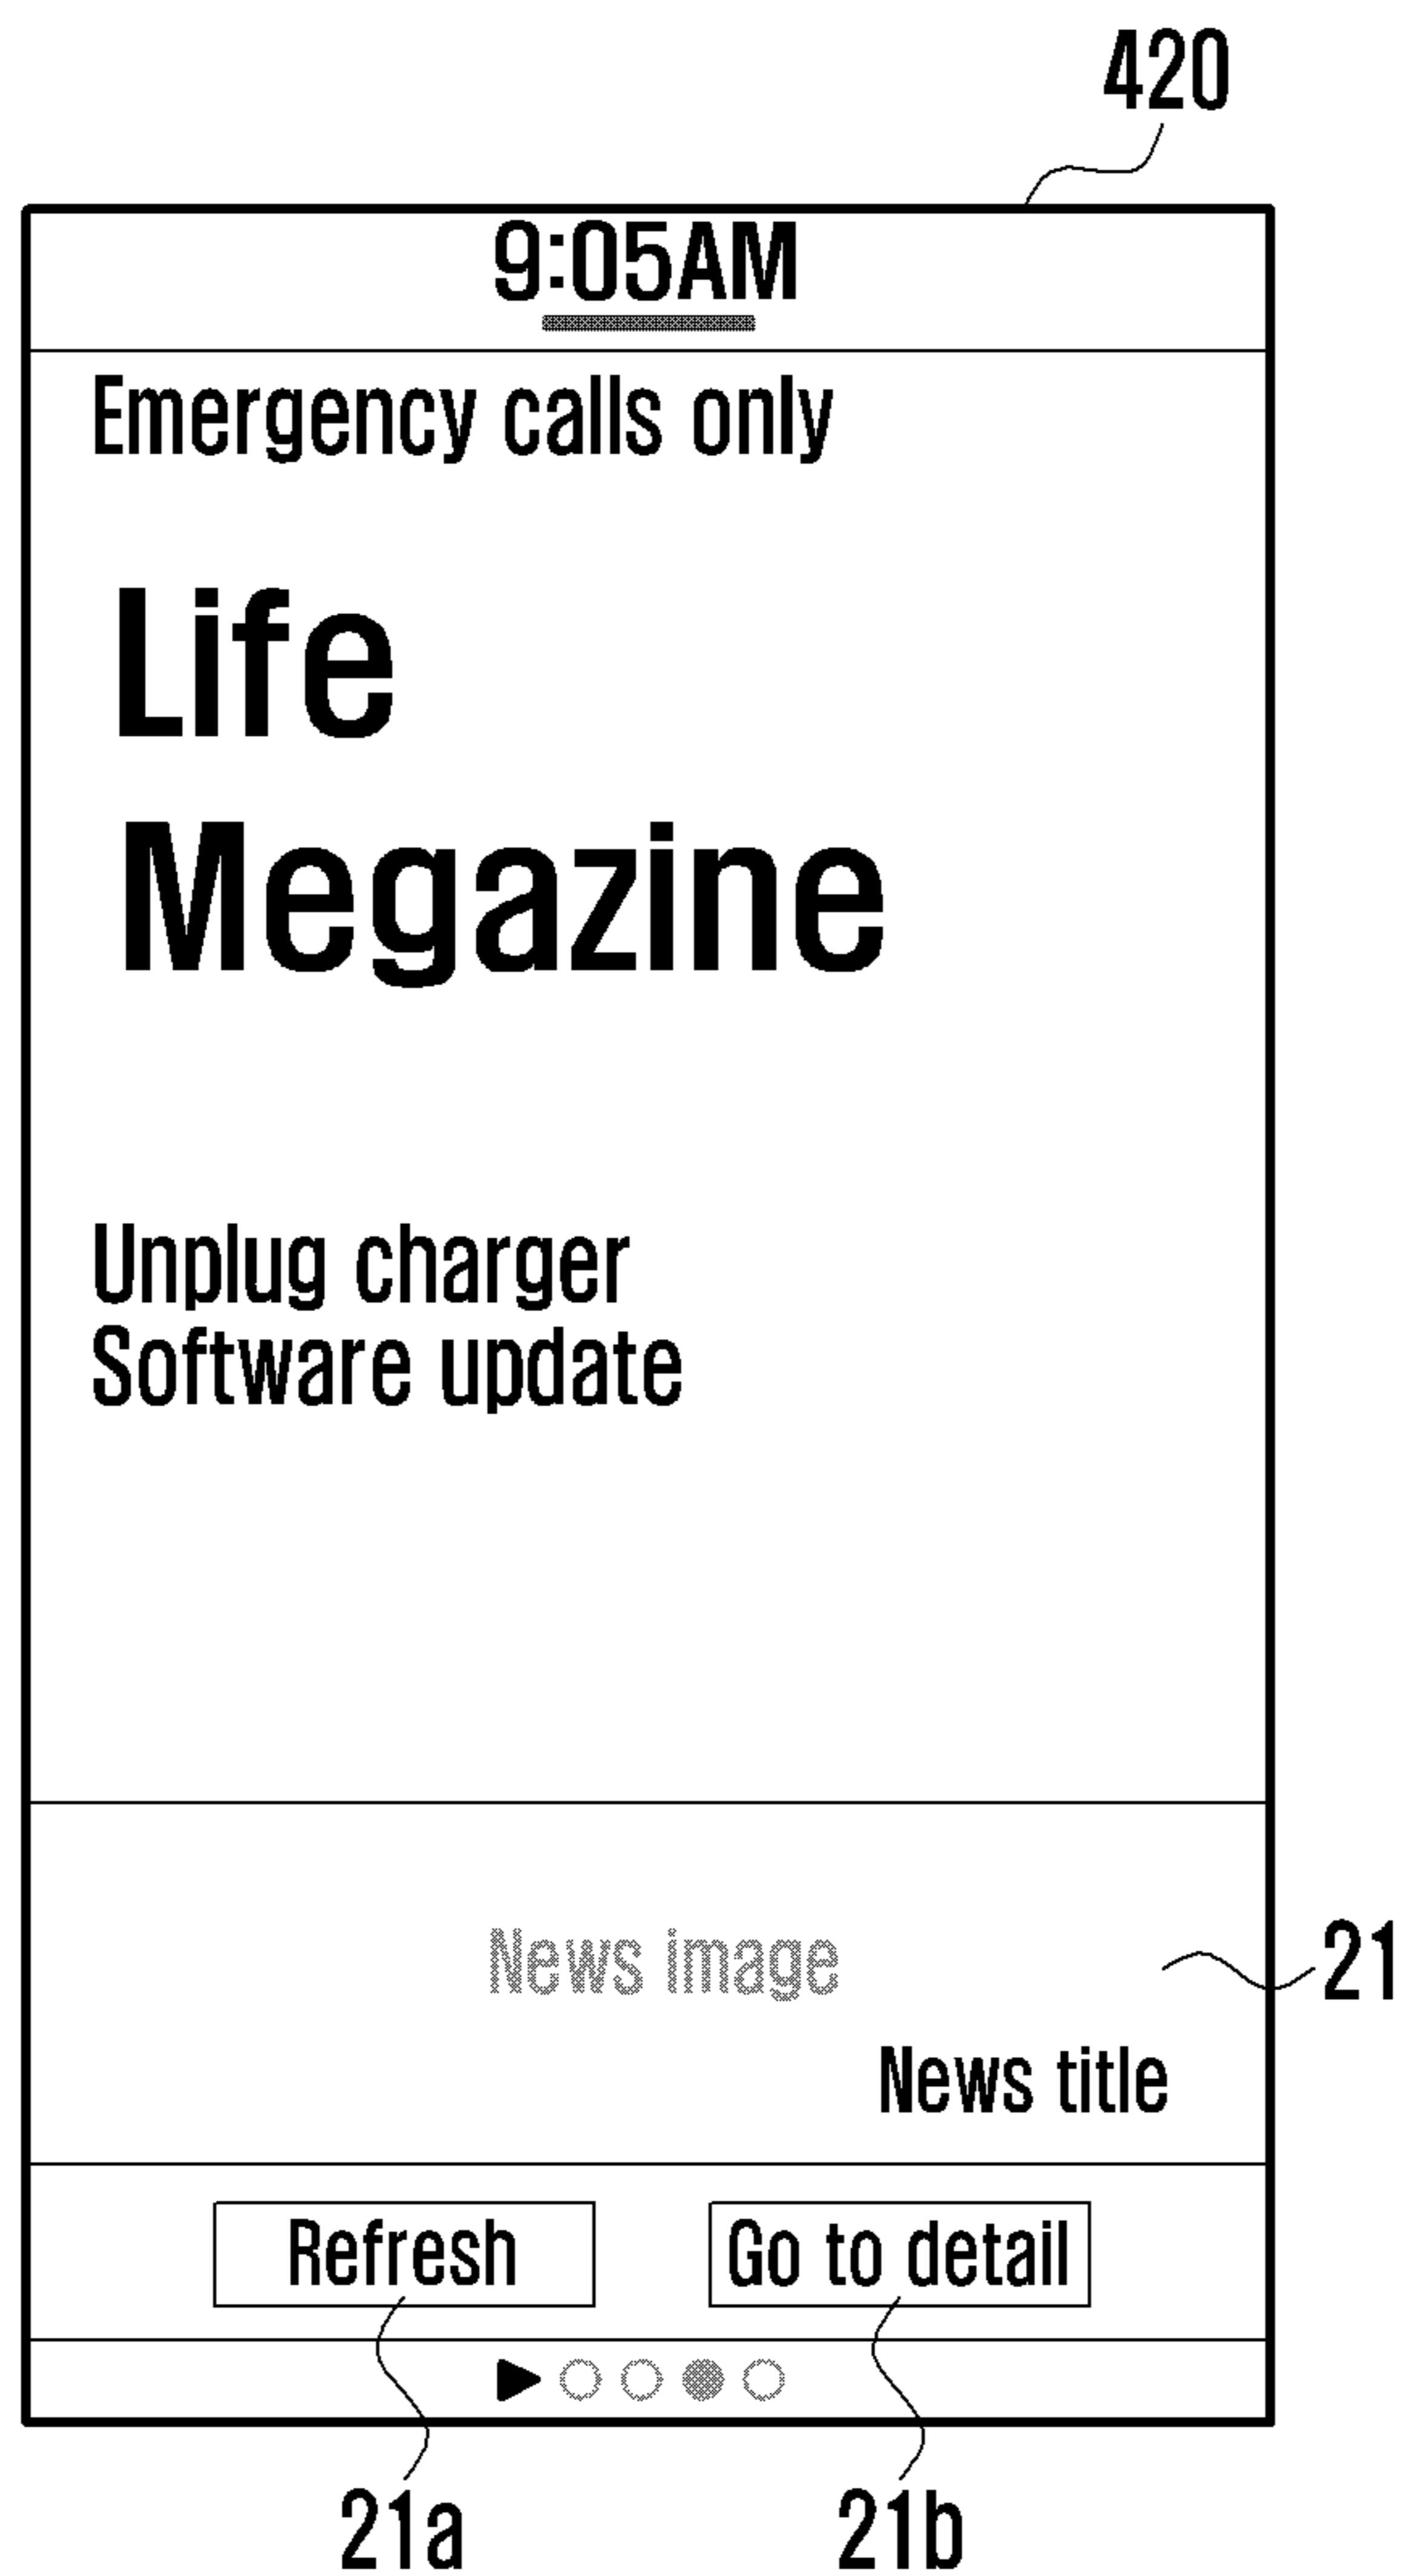 420
9:05AM
Emergency calls only
Life
Megazine
Unplug charger
Software update
News image
21
News title
Refresh
Go to detail
21a
21b